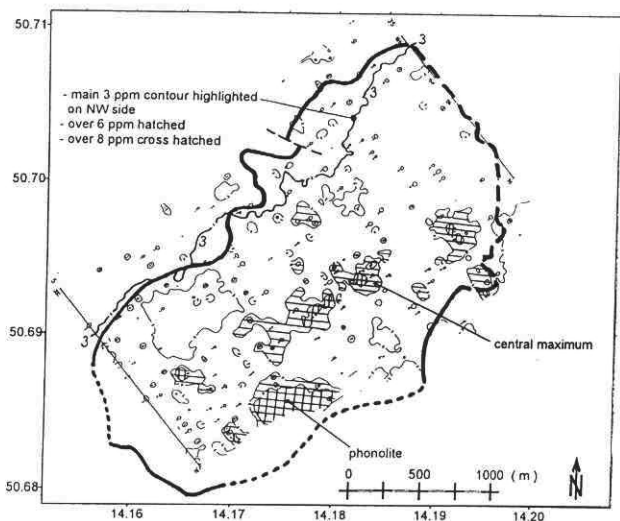 50.71
3
- main 3 ppm contour highlighted
on NW side
3
- over 6 ppm hatched
- over 8 ppm cross hatched
50.70
3
50.69
3
central maximum
phonolite
0 500 1000 (m)
N
50.68
14.16 14.17 14.18 14.19 14.20